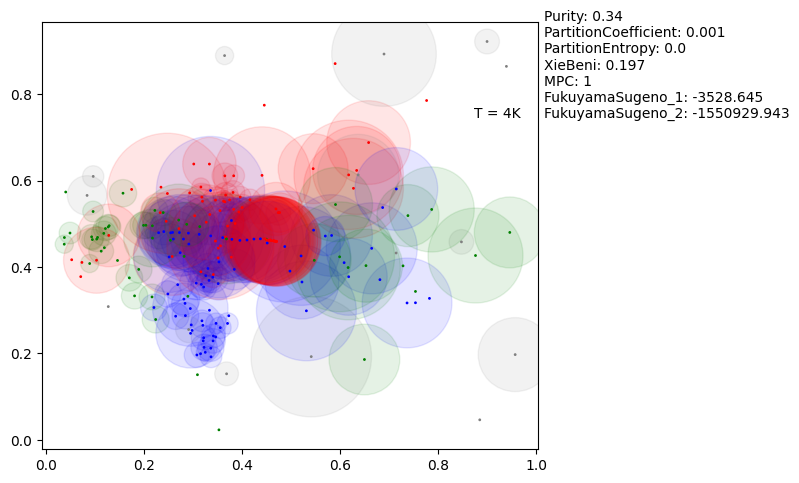 Purity: 0.34
PartitionCoefficient: 0.001
PartitionEntropy: 0.0
XieBeni: 0.197
MPC: 1
FukuyamaSugeno_1: -3528.645
FukuyamaSugeno_2: -1550929.943
T = 4K
0.8
0.6
0.4
0.2
0.0
0.0 0.2 0.4 0.6 0.8 1.0